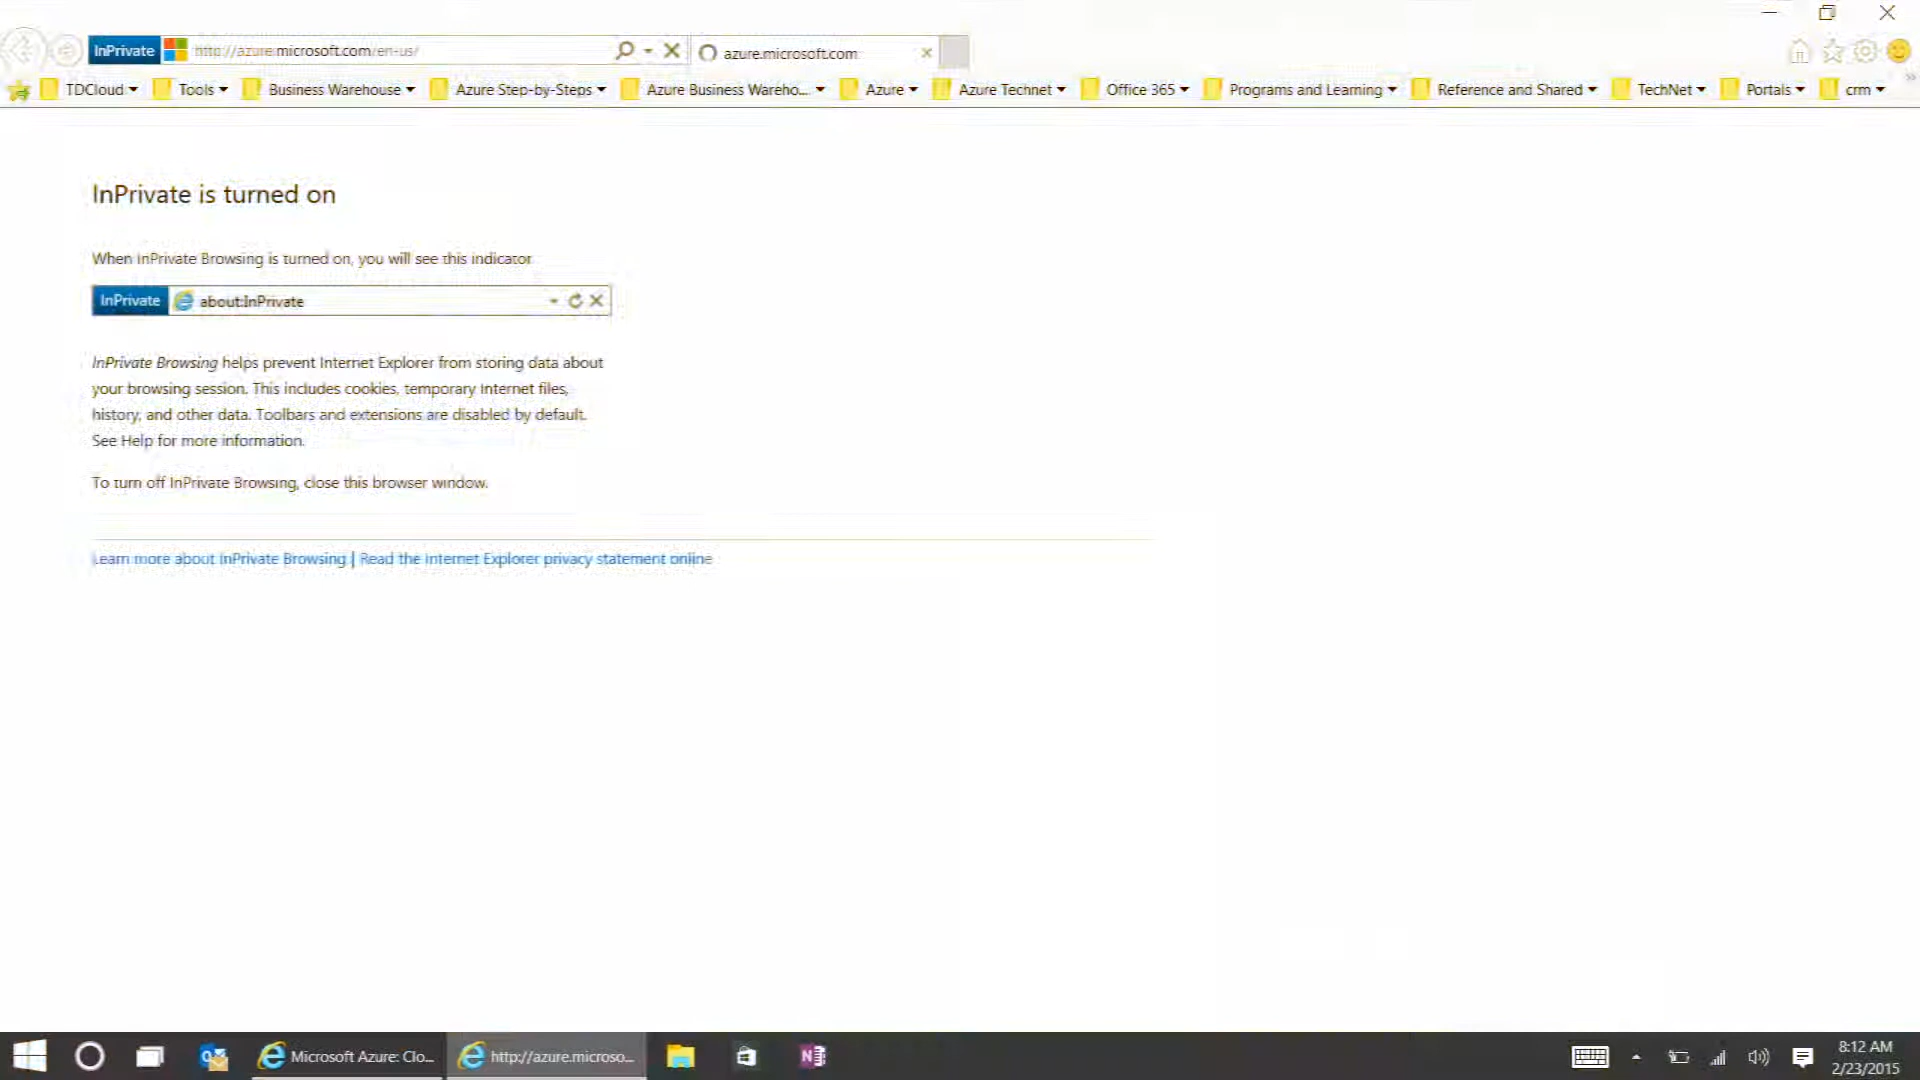 InPrivate http://azure.microsoft.com/en-us/ azure.microsoft.com
TDCloud Tools Business Warehouse Azure Step-by-Steps Azure Business Wareho... Azure Azure Technet Office 365 Programs and Learning Reference and Shared TechNet Portals crm
InPrivate is turned on
When InPrivate Browsing is turned on, you will see this indicator
InPrivate about:InPrivate
InPrivate Browsing helps prevent Internet Explorer from storing data about
your browsing session. This includes cookies, temporary Internet files,
history, and other data. Toolbars and extensions are disabled by default.
See Help for more information.
To turn off InPrivate Browsing, close this browser window.
Learn more about InPrivate Browsing | Read the Internet Explorer privacy statement online
Microsoft Azure: Clo... http://azure.microso... 8:12 AM
2/23/2015